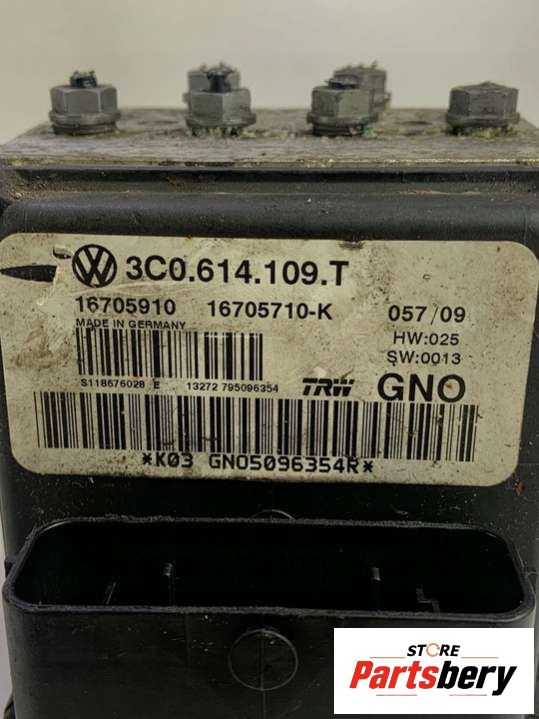 3C0.614.109.T
16705910 16705710-K 057/09
MADE IN GERMANY
HW:025
SW:0013
S118676028 E 13272 795096354 TRW GNO
*K03 GNO5096354R*
STORE
Partsbery